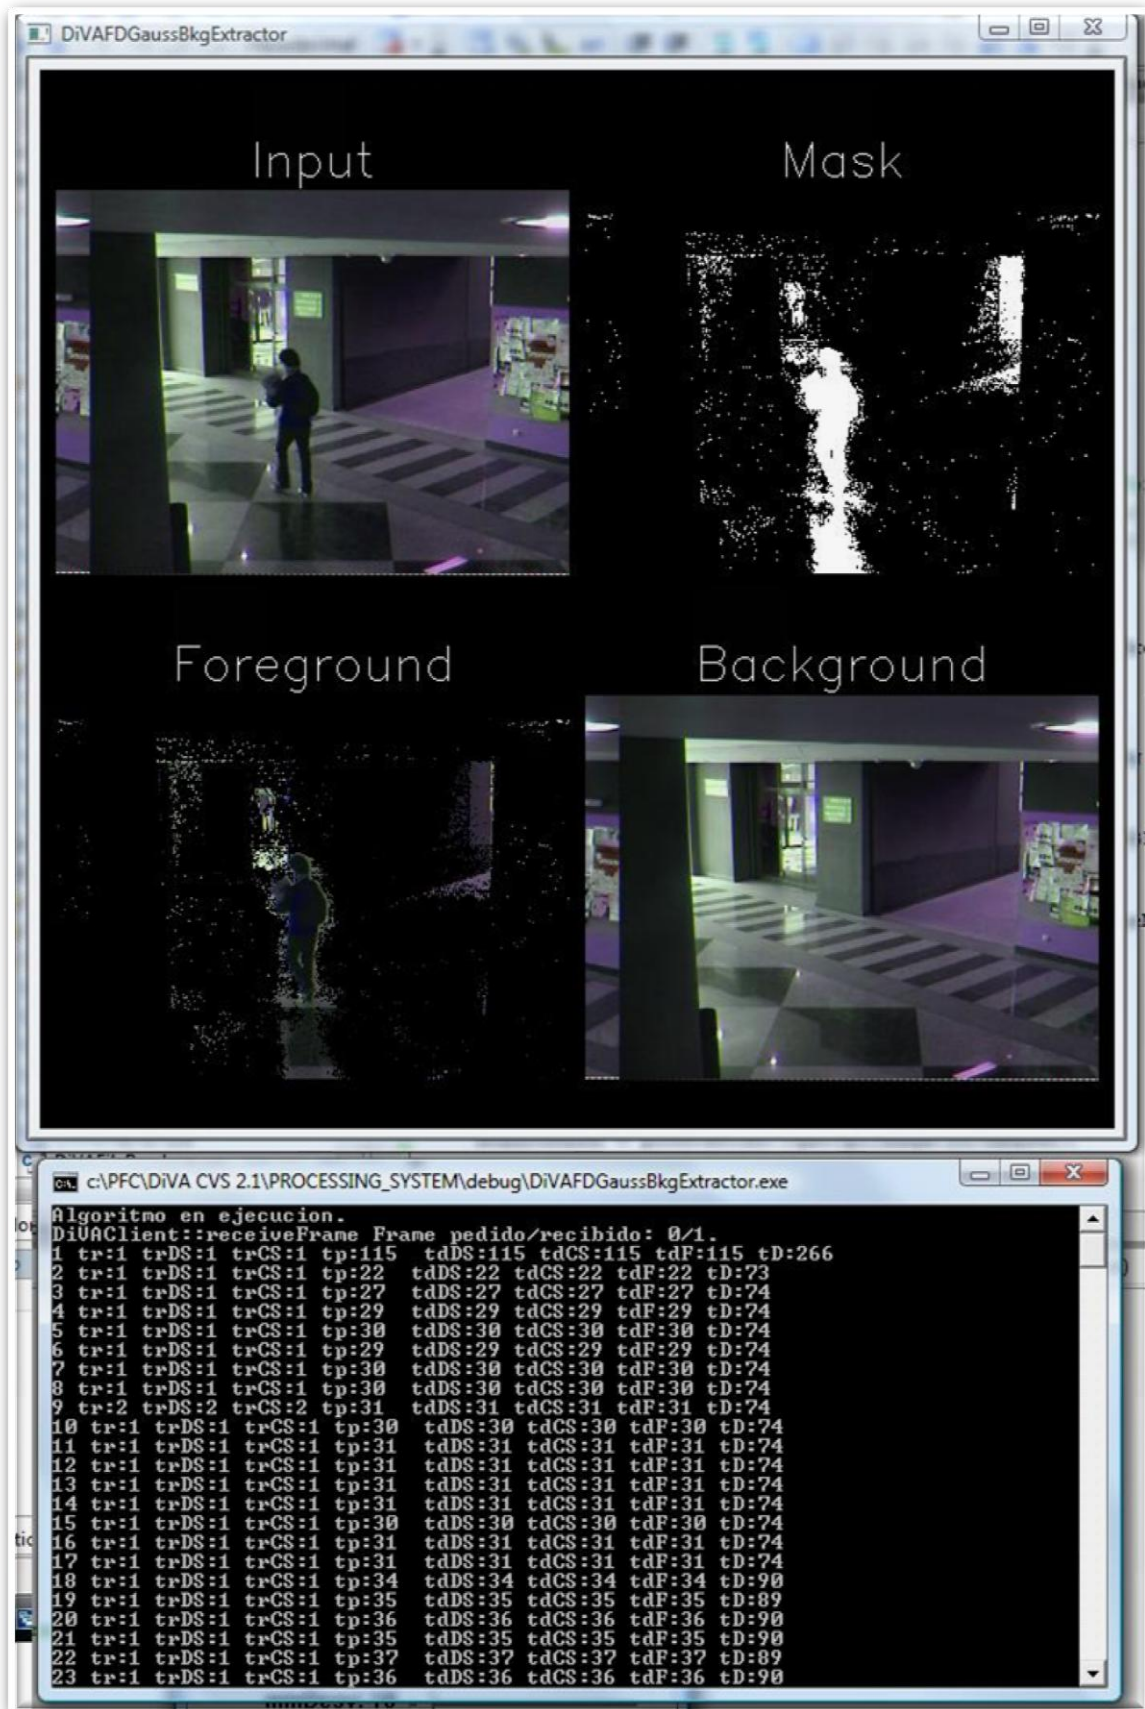 DiVAFDGaussBkgExtractor
Input
Mask
Foreground
Background
c:\PFC\DiVA CVS 2.1\PROCESSING_SYSTEM\debug\DiVAFDGaussBkgExtractor.exe
Algoritmo en ejecucion.
DiVAClient::receiveFrame Frame pedido/recibido: 0/1.
1 tr:1 trDS:1 trCS:1 tp:115  tdDS:115 tdCS:115 tdF:115 tD:266
2 tr:1 trDS:1 trCS:1 tp:22  tdDS:22 tdCS:22 tdF:22 tD:73
3 tr:1 trDS:1 trCS:1 tp:27  tdDS:27 tdCS:27 tdF:27 tD:74
4 tr:1 trDS:1 trCS:1 tp:29  tdDS:29 tdCS:29 tdF:29 tD:74
5 tr:1 trDS:1 trCS:1 tp:30  tdDS:30 tdCS:30 tdF:30 tD:74
6 tr:1 trDS:1 trCS:1 tp:29  tdDS:29 tdCS:29 tdF:29 tD:74
7 tr:1 trDS:1 trCS:1 tp:30  tdDS:30 tdCS:30 tdF:30 tD:74
8 tr:1 trDS:1 trCS:1 tp:30  tdDS:30 tdCS:30 tdF:30 tD:74
9 tr:2 trDS:2 trCS:2 tp:31  tdDS:31 tdCS:31 tdF:31 tD:74
10 tr:1 trDS:1 trCS:1 tp:30  tdDS:30 tdCS:30 tdF:30 tD:74
11 tr:1 trDS:1 trCS:1 tp:31  tdDS:31 tdCS:31 tdF:31 tD:74
12 tr:1 trDS:1 trCS:1 tp:31  tdDS:31 tdCS:31 tdF:31 tD:74
13 tr:1 trDS:1 trCS:1 tp:31  tdDS:31 tdCS:31 tdF:31 tD:74
14 tr:1 trDS:1 trCS:1 tp:31  tdDS:31 tdCS:31 tdF:31 tD:74
15 tr:1 trDS:1 trCS:1 tp:30  tdDS:30 tdCS:30 tdF:30 tD:74
16 tr:1 trDS:1 trCS:1 tp:31  tdDS:31 tdCS:31 tdF:31 tD:74
17 tr:1 trDS:1 trCS:1 tp:31  tdDS:31 tdCS:31 tdF:31 tD:74
18 tr:1 trDS:1 trCS:1 tp:34  tdDS:34 tdCS:34 tdF:34 tD:90
19 tr:1 trDS:1 trCS:1 tp:35  tdDS:35 tdCS:35 tdF:35 tD:89
20 tr:1 trDS:1 trCS:1 tp:36  tdDS:36 tdCS:36 tdF:36 tD:90
21 tr:1 trDS:1 trCS:1 tp:35  tdDS:35 tdCS:35 tdF:35 tD:90
22 tr:1 trDS:1 trCS:1 tp:37  tdDS:37 tdCS:37 tdF:37 tD:89
23 tr:1 trDS:1 trCS:1 tp:36  tdDS:36 tdCS:36 tdF:36 tD:90